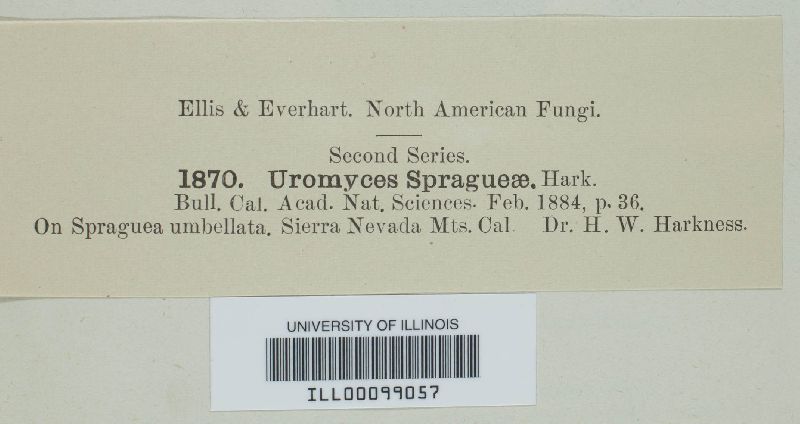 Ellis & Everhart. North American Fungi.
Second Series.
1870. Uromyces Spragueæ. Hark.
Bull. Cal. Acad. Nat. Sciences. Feb. 1884, p. 36.
On Spraguea umbellata. Sierra Nevada Mts. Cal. Dr. H. W. Harkness.
UNIVERSITY OF ILLINOIS
ILL00099057